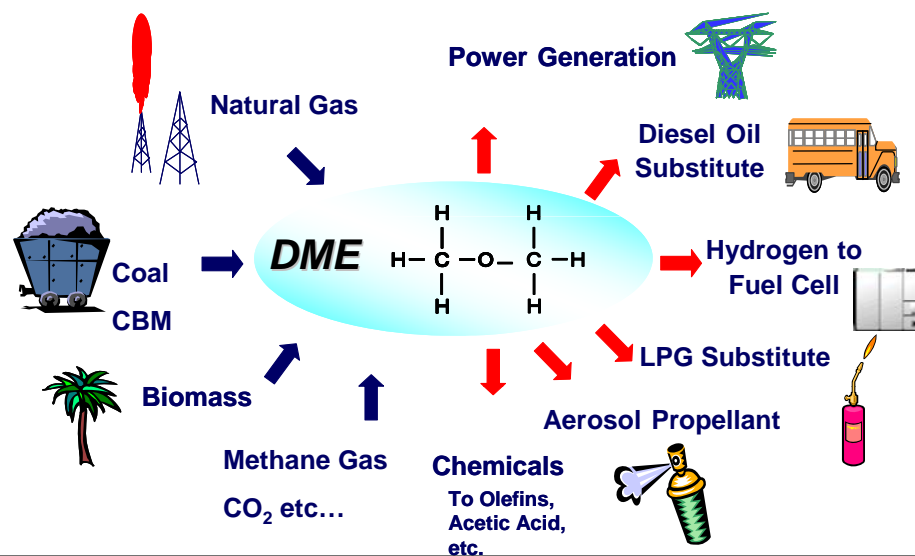 Power Generation
Natural Gas
Diesel Oil
Substitute
DME
H H
H–C–O–C–H
H H
Hydrogen to
Fuel Cell
Coal
CBM
LPG Substitute
Biomass
Aerosol Propellant
Methane Gas
CO₂ etc…
Chemicals
To Olefins,
Acetic Acid,
etc.